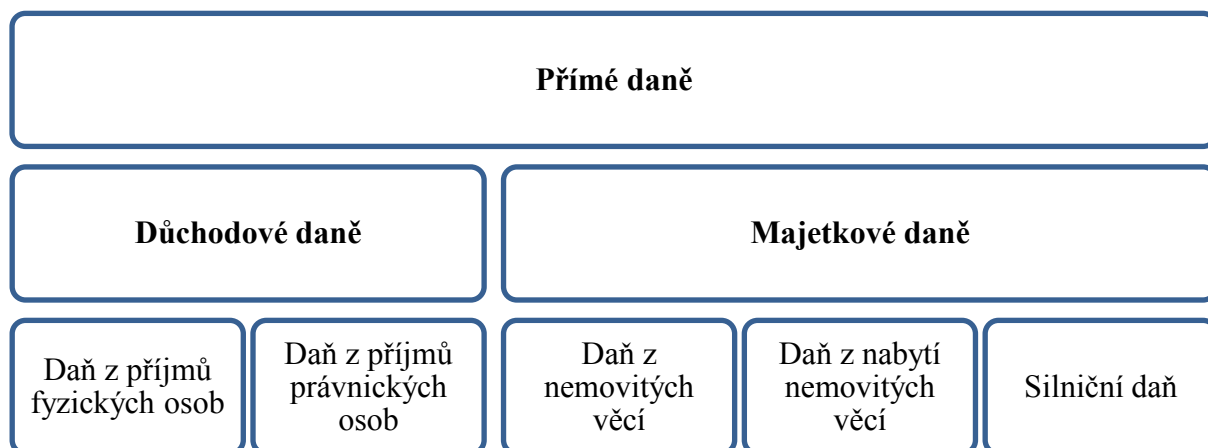 Přímé daně
Důchodové daně
Majetkové daně
Daň z příjmů
fyzických osob
Daň z příjmů
právnických
osob
Daň z
nemovitých
věcí
Daň z nabytí
nemovitých
věcí
Silniční daň